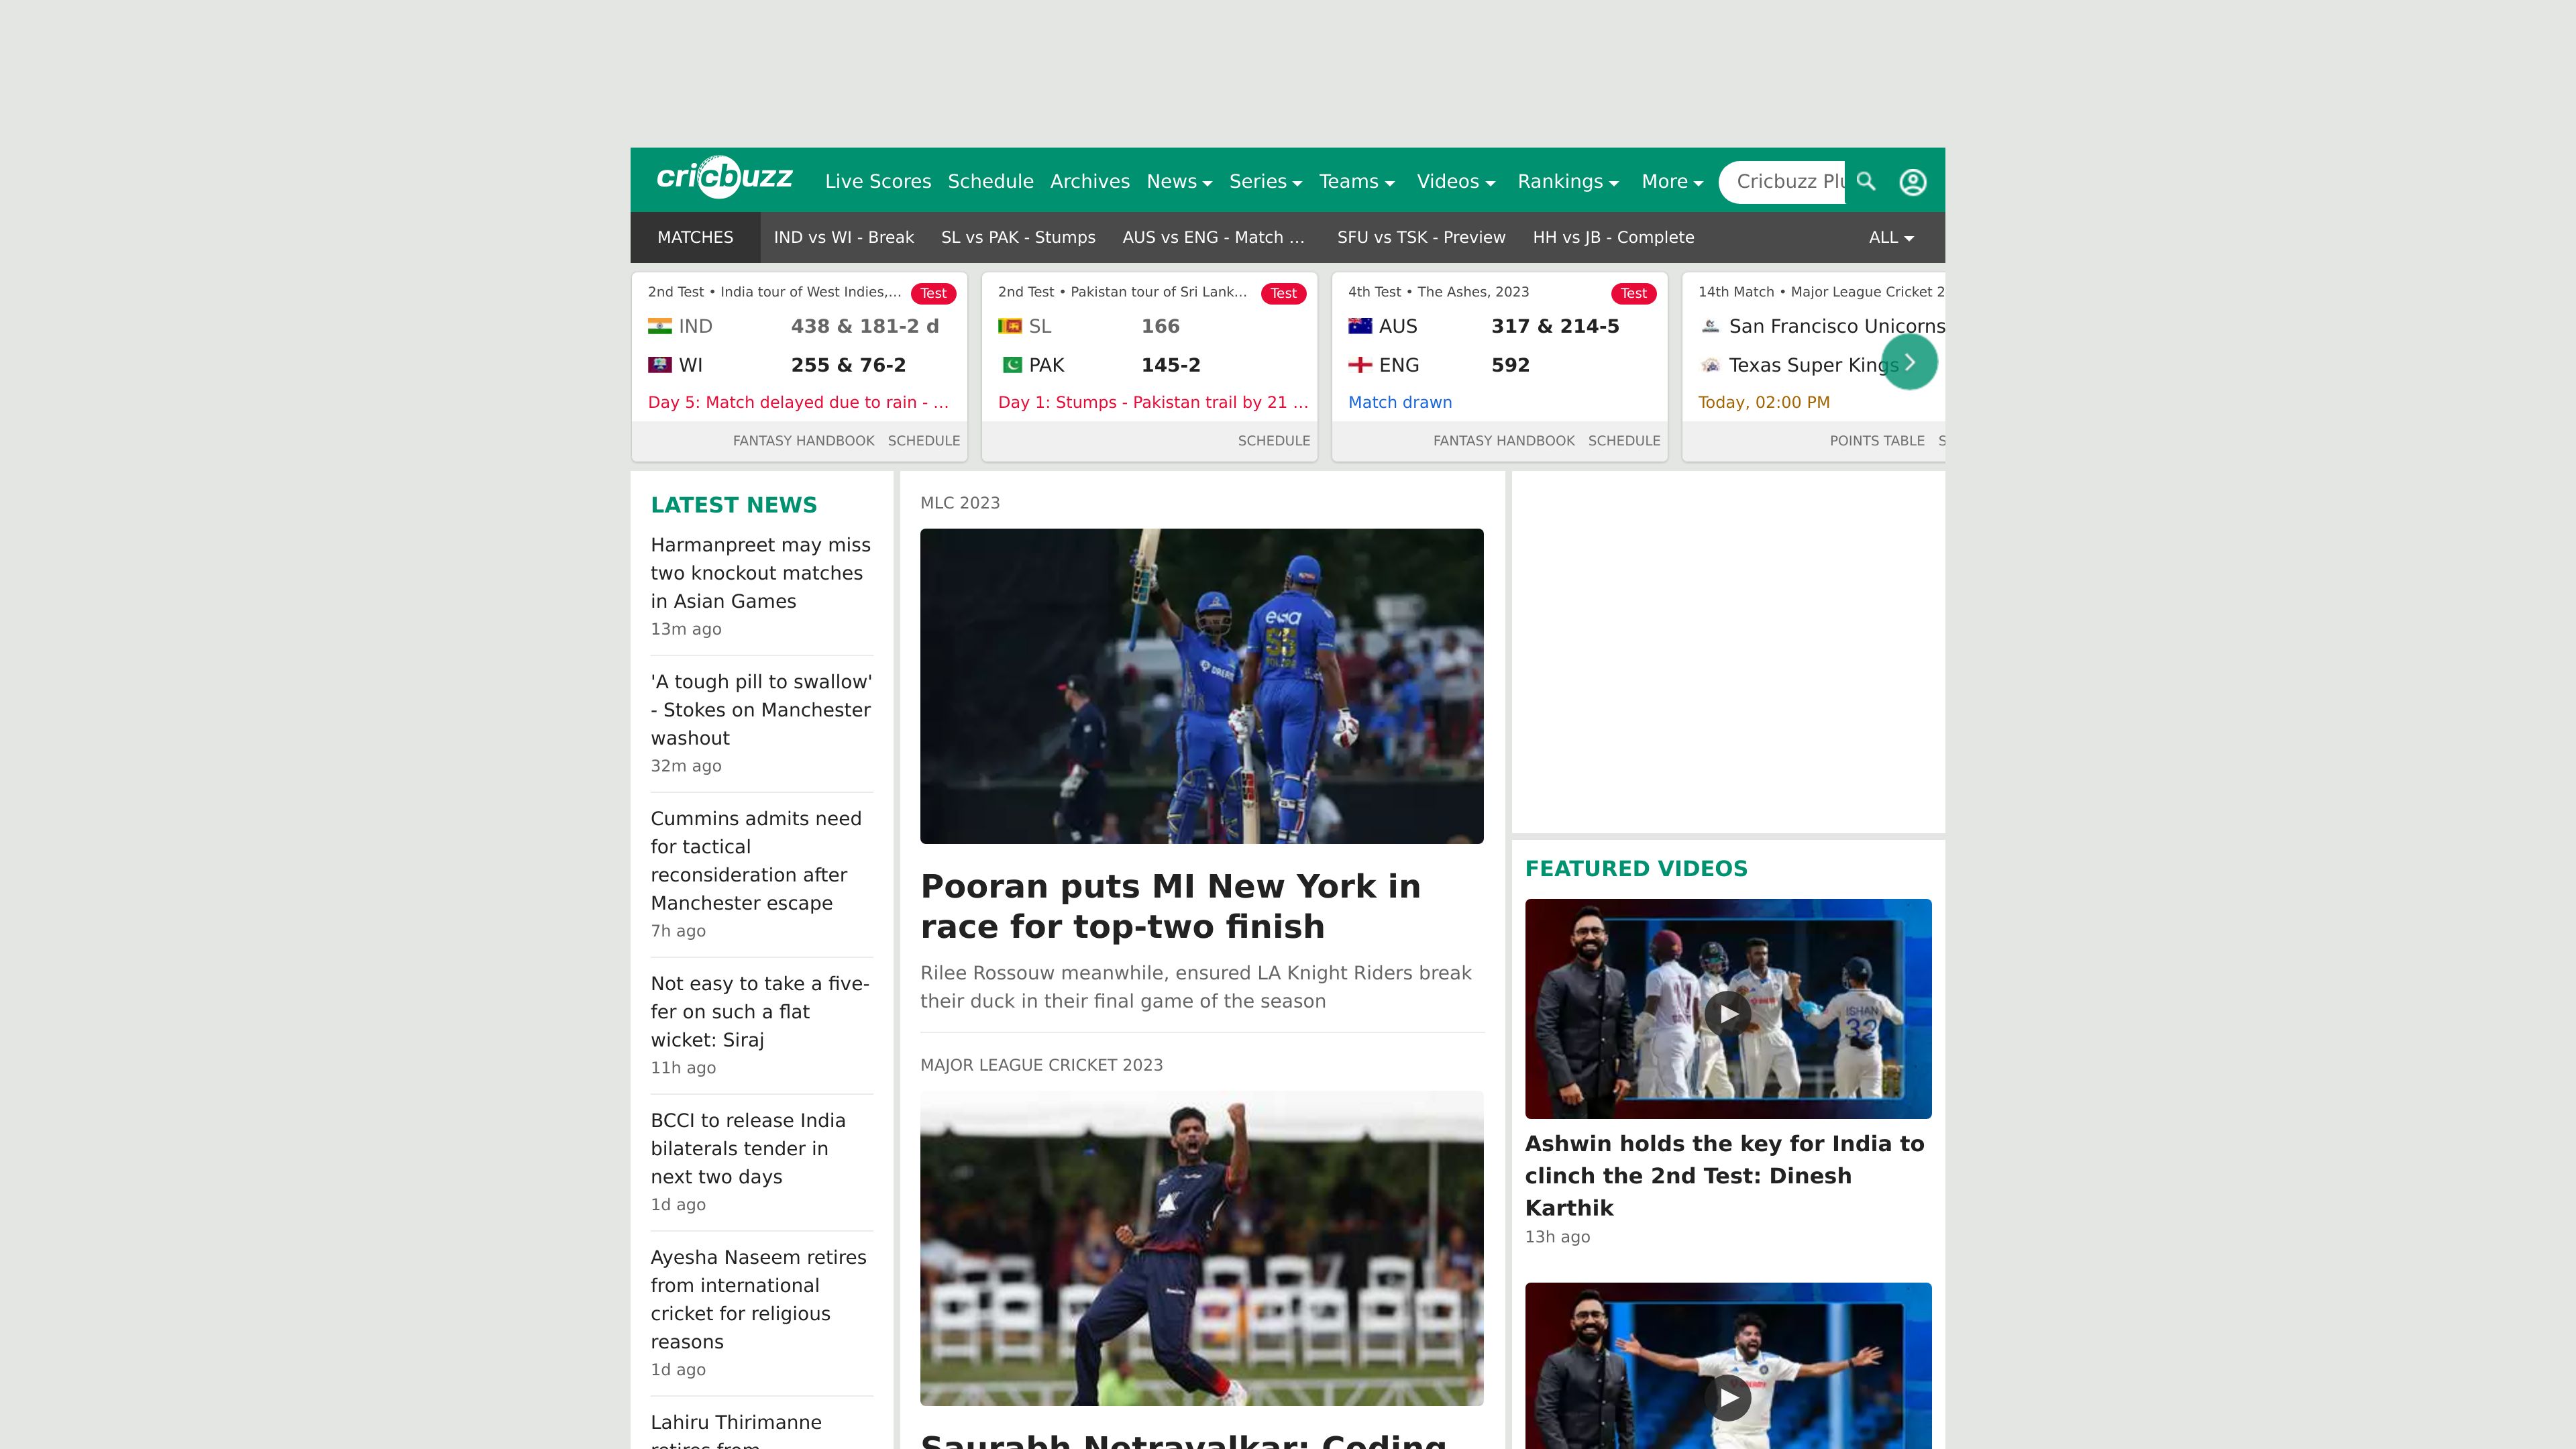 cricbuzz
Live Scores Schedule Archives News Series Teams Videos Rankings More Cricbuzz Plu
MATCHES IND vs WI - Break SL vs PAK - Stumps AUS vs ENG - Match ... SFU vs TSK - Preview HH vs JB - Complete ALL
2nd Test • India tour of West Indies,... Test
IND 438 & 181-2 d
WI 255 & 76-2
Day 5: Match delayed due to rain - ...
FANTASY HANDBOOK SCHEDULE
2nd Test • Pakistan tour of Sri Lank... Test
SL 166
PAK 145-2
Day 1: Stumps - Pakistan trail by 21 ...
SCHEDULE
4th Test • The Ashes, 2023 Test
AUS 317 & 214-5
ENG 592
Match drawn
FANTASY HANDBOOK SCHEDULE
14th Match • Major League Cricket 2
San Francisco Unicorns
Texas Super Kings
Today, 02:00 PM
POINTS TABLE S
LATEST NEWS
Harmanpreet may miss
two knockout matches
in Asian Games
13m ago
'A tough pill to swallow'
- Stokes on Manchester
washout
32m ago
Cummins admits need
for tactical
reconsideration after
Manchester escape
7h ago
Not easy to take a five-
fer on such a flat
wicket: Siraj
11h ago
BCCI to release India
bilaterals tender in
next two days
1d ago
Ayesha Naseem retires
from international
cricket for religious
reasons
1d ago
Lahiru Thirimanne
retires from
MLC 2023
55
Pooran puts MI New York in
race for top-two finish
Rilee Rossouw meanwhile, ensured LA Knight Riders break
their duck in their final game of the season
MAJOR LEAGUE CRICKET 2023
Saurabh Netravalkar: Coding
FEATURED VIDEOS
ISHAN
32
Ashwin holds the key for India to
clinch the 2nd Test: Dinesh
Karthik
13h ago